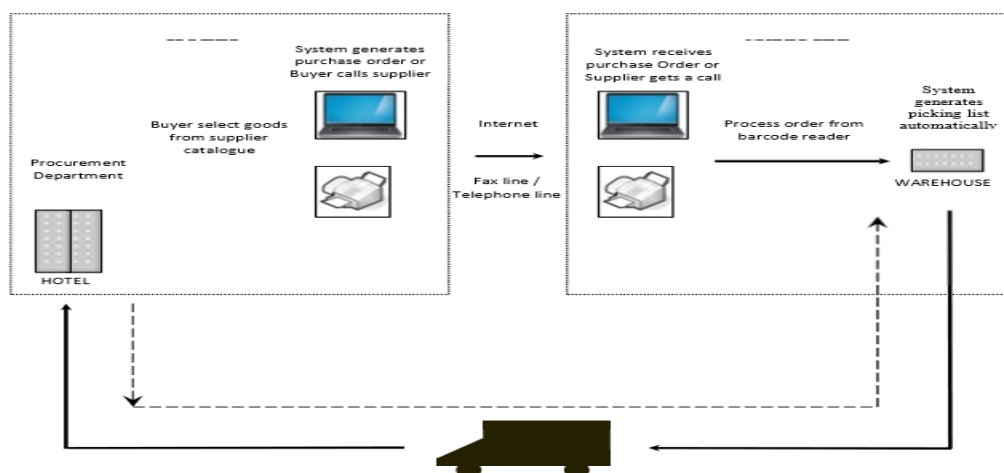 System generates
purchase order or
Buyer calls supplier
Buyer select goods
from supplier
catalogue
Procurement
Department
HOTEL
Internet
Fax line /
Telephone line
System receives
purchase Order or
Supplier gets a call
Process order from
barcode reader
System
generates
picking list
automatically
WAREHOUSE